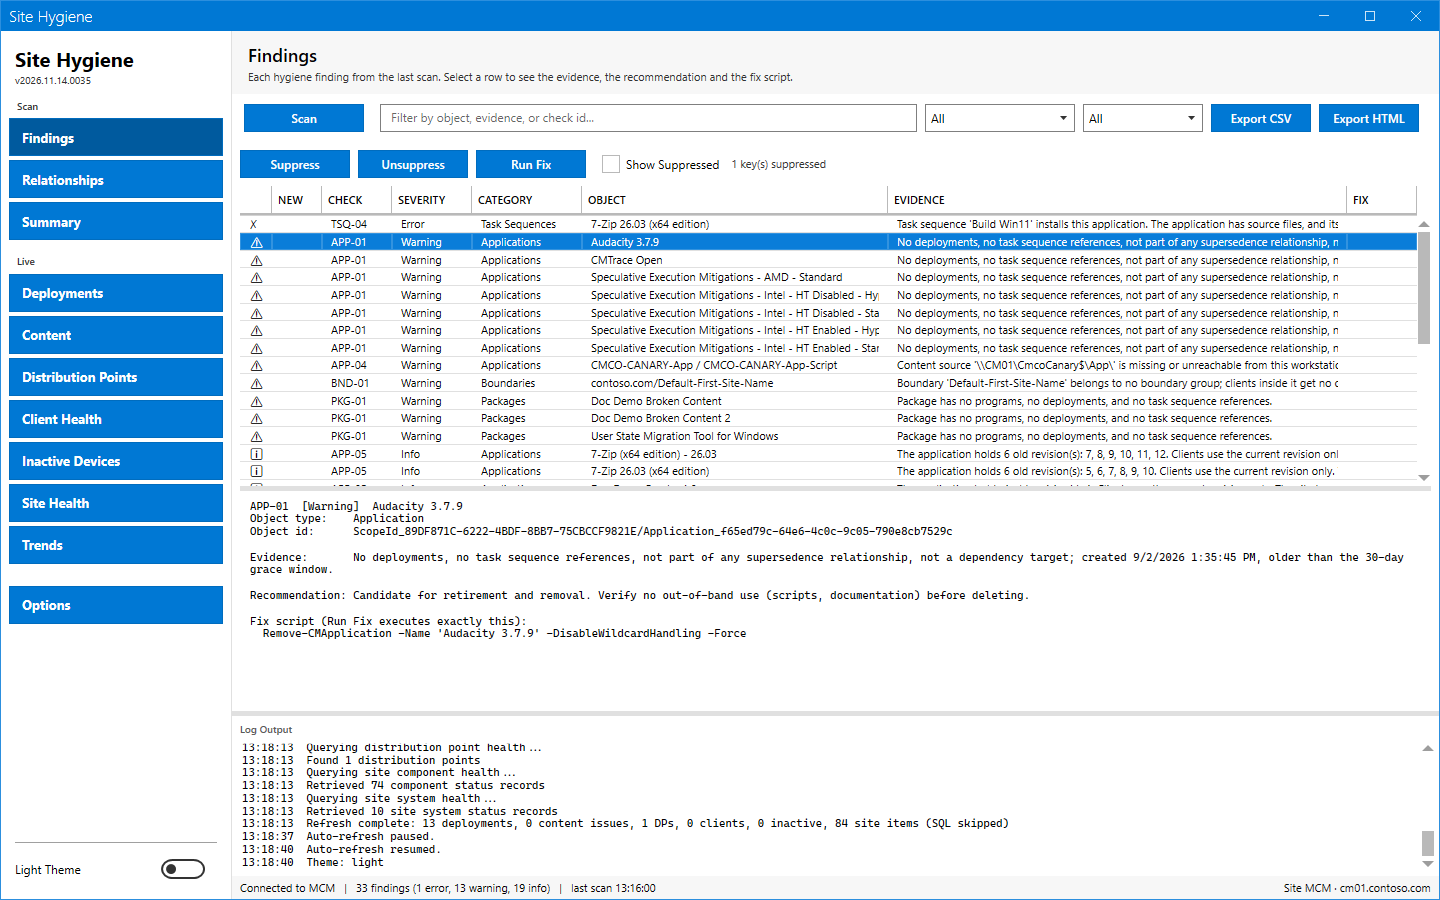 Site Hygiene
Site Hygiene
v2026.11.14.0035
Scan
Findings
Relationships
Summary
Live
Deployments
Content
Distribution Points
Client Health
Inactive Devices
Site Health
Trends
Options
Light Theme
Findings
Each hygiene finding from the last scan. Select a row to see the evidence, the recommendation and the fix script.
Scan
Filter by object, evidence, or check id...
All
All
Export CSV
Export HTML
Suppress
Unsuppress
Run Fix
Show Suppressed
1 key(s) suppressed
NEW CHECK SEVERITY CATEGORY OBJECT EVIDENCE FIX
X TSQ-04 Error Task Sequences 7-Zip 26.03 (x64 edition) Task sequence 'Build Win11' installs this application. The application has source files, and its
APP-01 Warning Applications Audacity 3.7.9 No deployments, no task sequence references, not part of any supersedence relationship, n
APP-01 Warning Applications CMTrace Open No deployments, no task sequence references, not part of any supersedence relationship, n
APP-01 Warning Applications Speculative Execution Mitigations - AMD - Standard No deployments, no task sequence references, not part of any supersedence relationship, n
APP-01 Warning Applications Speculative Execution Mitigations - Intel - HT Disabled - Hyp No deployments, no task sequence references, not part of any supersedence relationship, n
APP-01 Warning Applications Speculative Execution Mitigations - Intel - HT Disabled - Sta No deployments, no task sequence references, not part of any supersedence relationship, n
APP-01 Warning Applications Speculative Execution Mitigations - Intel - HT Enabled - Hyp No deployments, no task sequence references, not part of any supersedence relationship, n
APP-01 Warning Applications Speculative Execution Mitigations - Intel - HT Enabled - Star No deployments, no task sequence references, not part of any supersedence relationship, n
APP-04 Warning Applications CMCO-CANARY-App / CMCO-CANARY-App-Script Content source '\\CM01\CmcoCanary$\App\' is missing or unreachable from this workstatic
BND-01 Warning Boundaries contoso.com/Default-First-Site-Name Boundary 'Default-First-Site-Name' belongs to no boundary group; clients inside it get no c
PKG-01 Warning Packages Doc Demo Broken Content Package has no programs, no deployments, and no task sequence references.
PKG-01 Warning Packages Doc Demo Broken Content 2 Package has no programs, no deployments, and no task sequence references.
PKG-01 Warning Packages User State Migration Tool for Windows Package has no programs, no deployments, and no task sequence references.
APP-05 Info Applications 7-Zip (x64 edition) - 26.03 The application holds 6 old revision(s): 7, 8, 9, 10, 11, 12. Clients use the current revision onl
APP-05 Info Applications 7-Zip 26.03 (x64 edition) The application holds 6 old revision(s): 5, 6, 7, 8, 9, 10. Clients use the current revision only.
APP-01 [Warning] Audacity 3.7.9
Object type: Application
Object id: ScopeId_89DF871C-6222-4BDF-8BB7-75CBCCF9821E/Application_f65ed79c-64e6-4c0c-9c05-790e8cb7529c
Evidence: No deployments, no task sequence references, not part of any supersedence relationship, not a dependency target; created 9/2/2026 1:35:45 PM, older than the 30-day
grace window.
Recommendation: Candidate for retirement and removal. Verify no out-of-band use (scripts, documentation) before deleting.
Fix script (Run Fix executes exactly this):
Remove-CMApplication -Name 'Audacity 3.7.9' -DisableWildcardHandling -Force
Log Output
13:18:13 Querying distribution point health...
13:18:13 Found 1 distribution points
13:18:13 Querying site component health...
13:18:13 Retrieved 74 component status records
13:18:13 Querying site system health...
13:18:13 Retrieved 10 site system status records
13:18:13 Refresh complete: 13 deployments, 0 content issues, 1 DPs, 0 clients, 0 inactive, 84 site items (SQL skipped)
13:18:37 Auto-refresh paused.
13:18:40 Auto-refresh resumed.
13:18:40 Theme: light
Connected to MCM | 33 findings (1 error, 13 warning, 19 info) | last scan 13:16:00
Site MCM · cm01.contoso.com